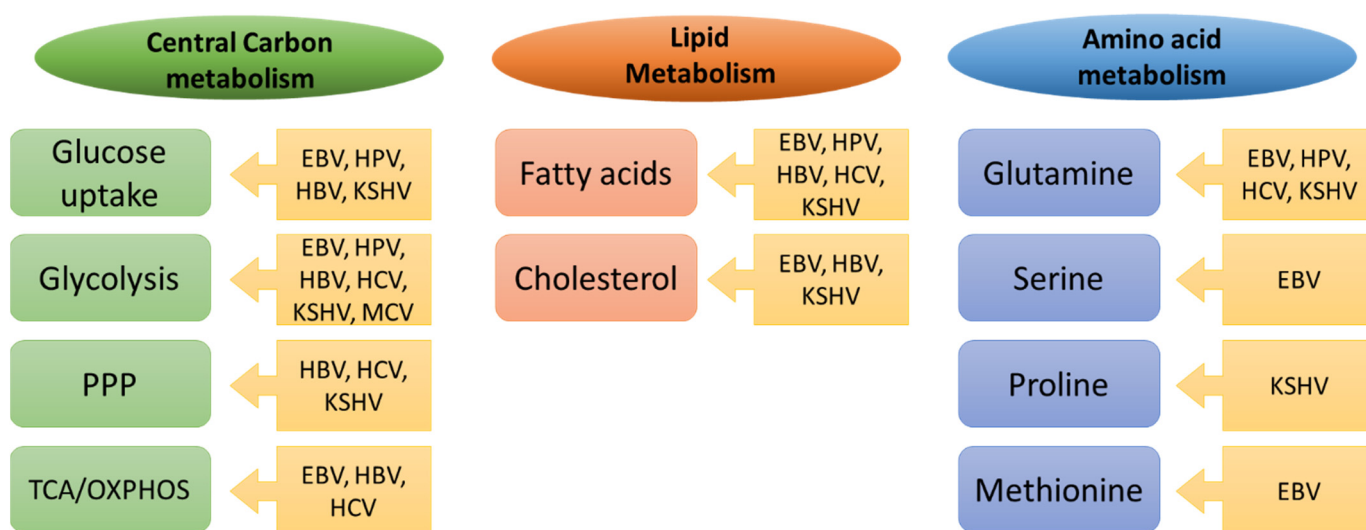 Central Carbon
metabolism
Glucose
uptake
EBV, HPV,
HBV, KSHV
Glycolysis
EBV, HPV,
HBV, HCV,
KSHV, MCV
PPP
HBV, HCV,
KSHV
TCA/OXPHOS
EBV, HBV,
HCV
Lipid
Metabolism
Fatty acids
EBV, HPV,
HBV, HCV,
KSHV
Cholesterol
EBV, HBV,
KSHV
Amino acid
metabolism
Glutamine
EBV, HPV,
HCV, KSHV
Serine
EBV
Proline
KSHV
Methionine
EBV